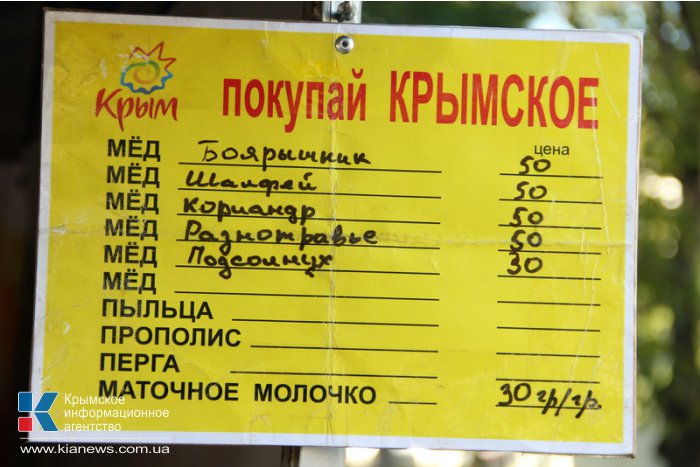 Крым
покупай КРЫМСКОЕ
цена
МЁД Боярышник 50
МЁД Шалфей 50
МЁД Кориандр 50
МЁД Разнотравье 50
МЁД Подсолнух 30
МЁД
ПЫЛЬЦА
ПРОПОЛИС
ПЕРГА
МАТОЧНОЕ МОЛОЧКО 30 гр/гр.
Крымское
информационное
агентство
www.kianews.com.ua